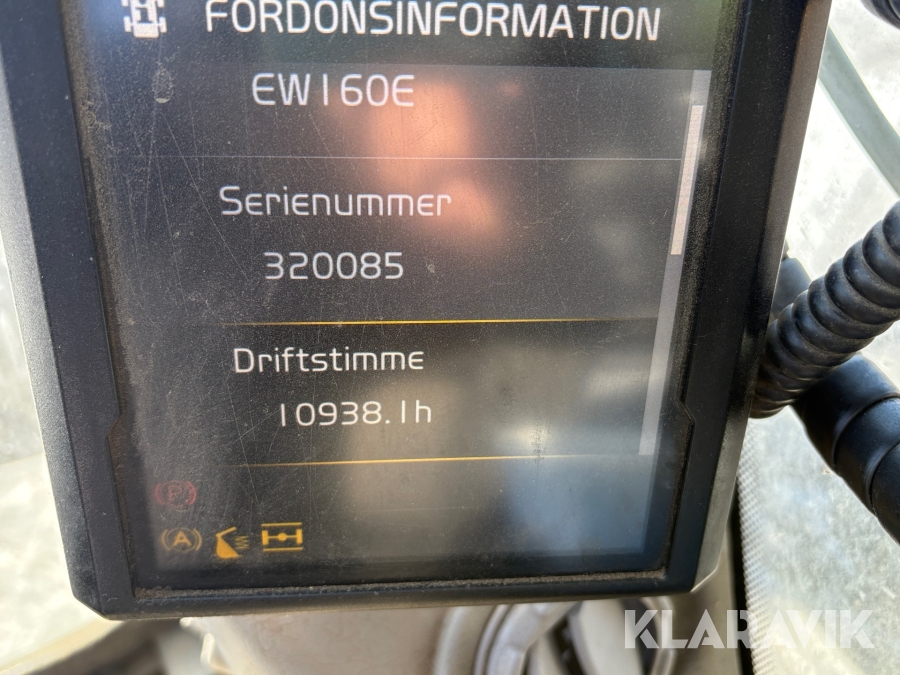 FORDONSINFORMATION
EW160E
Serienummer
320085
Driftstimme
10938.1h
(P)
(A)
KLARAVIK